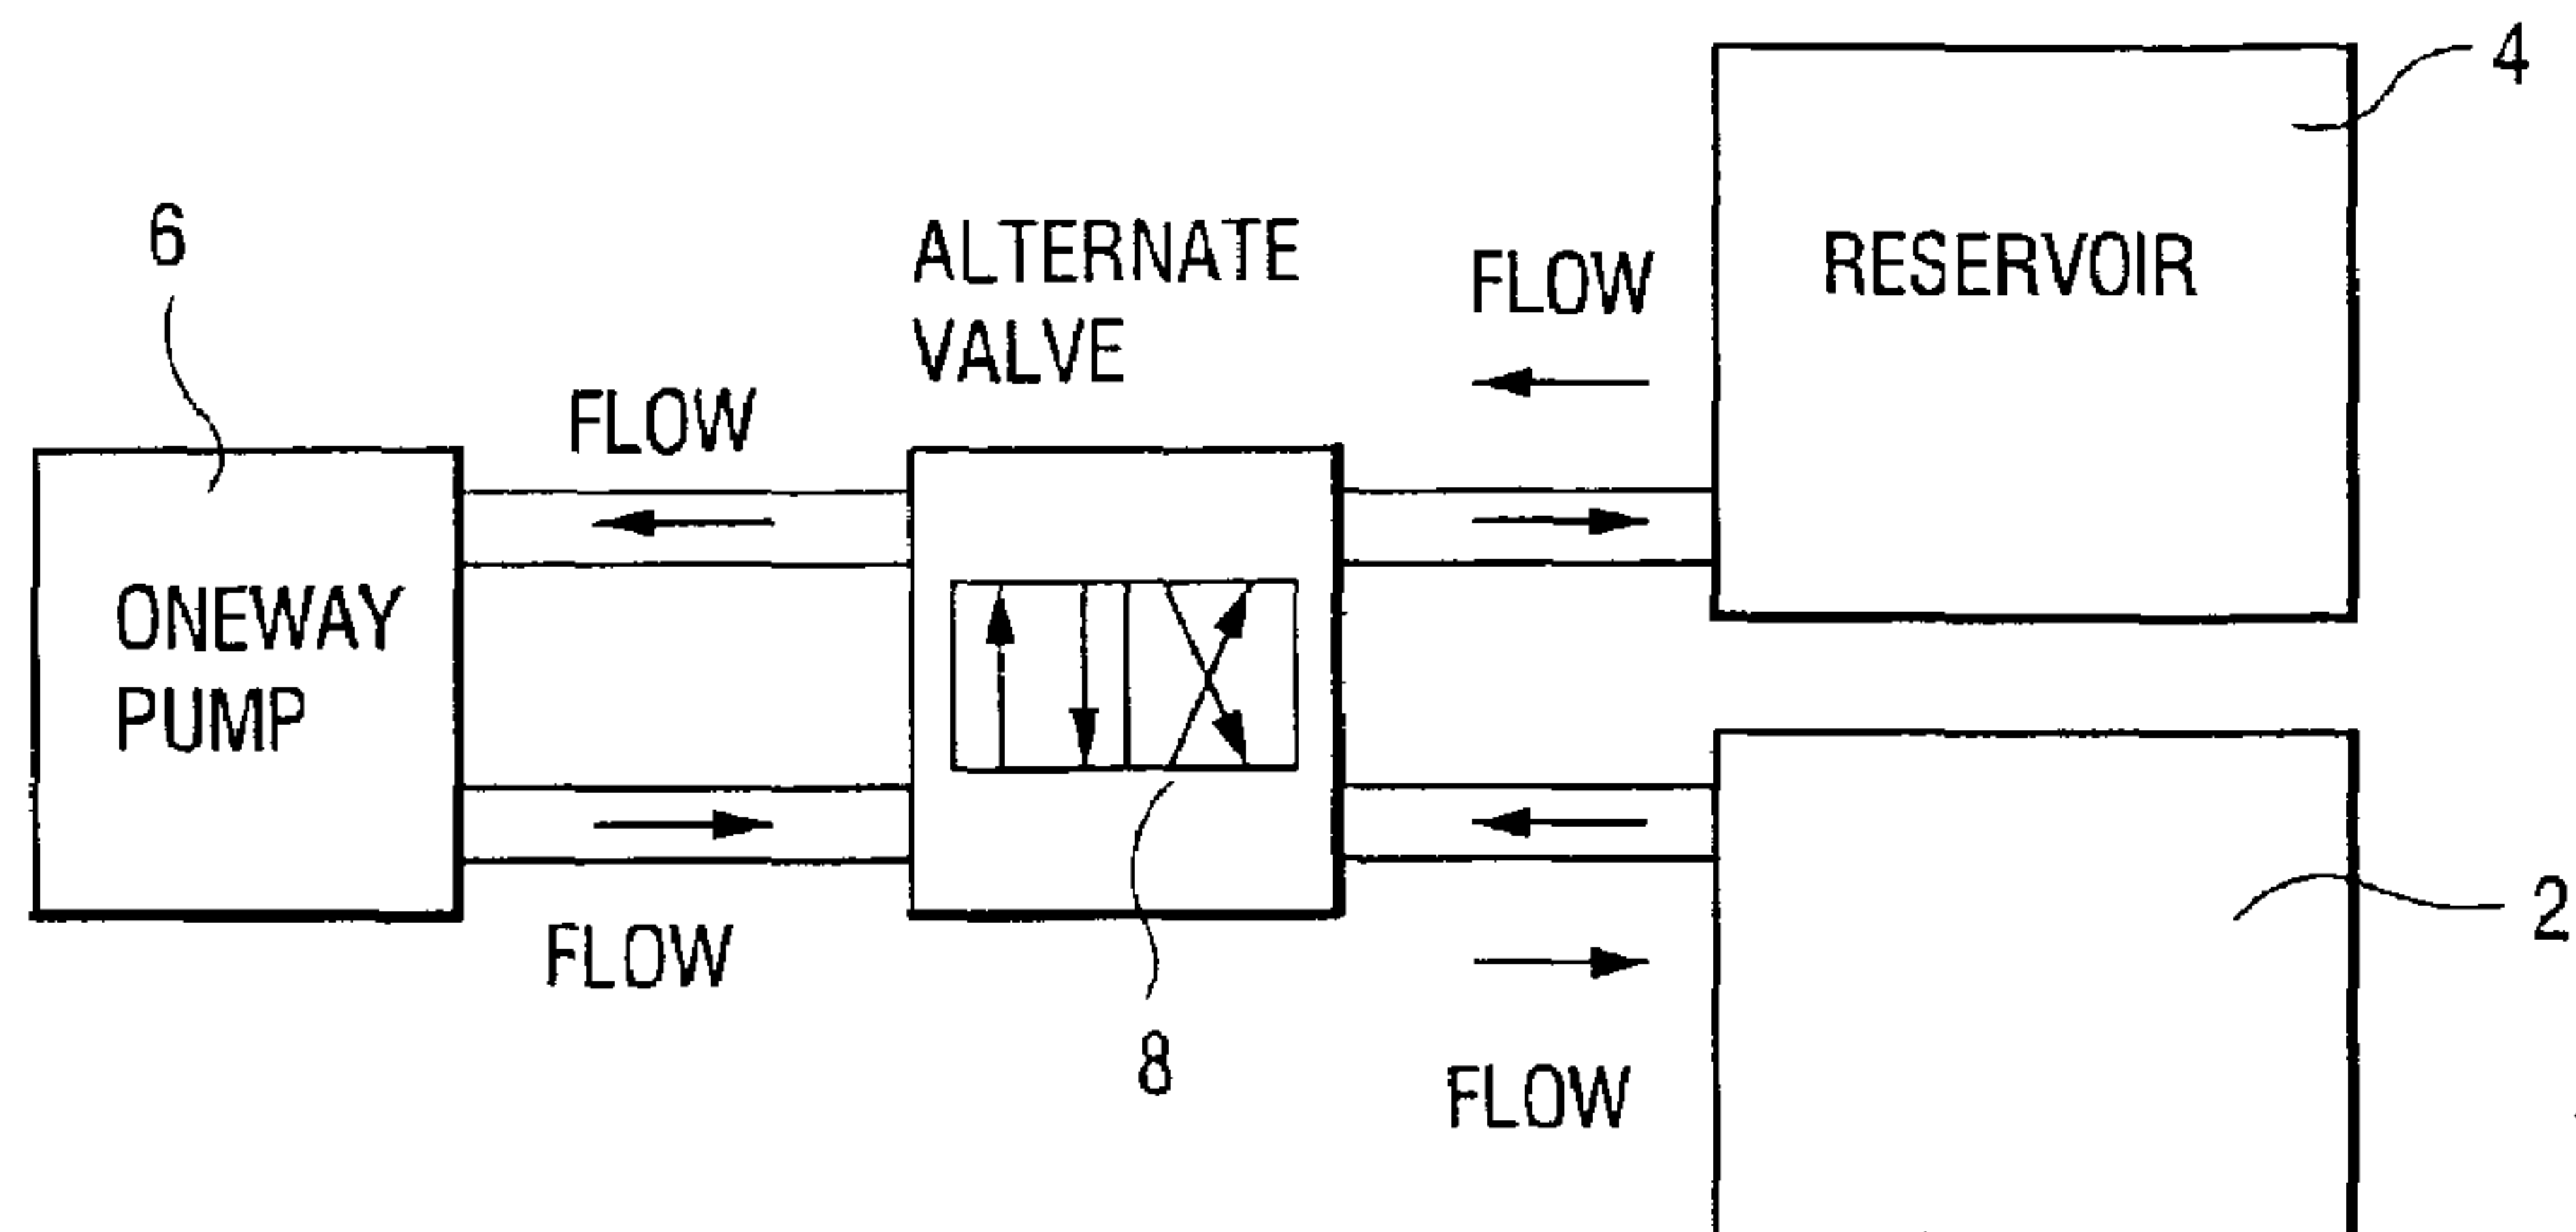 4
6
ALTERNATE
VALVE
FLOW
RESERVOIR
FLOW
ONEWAY
PUMP
2
FLOW
8
FLOW